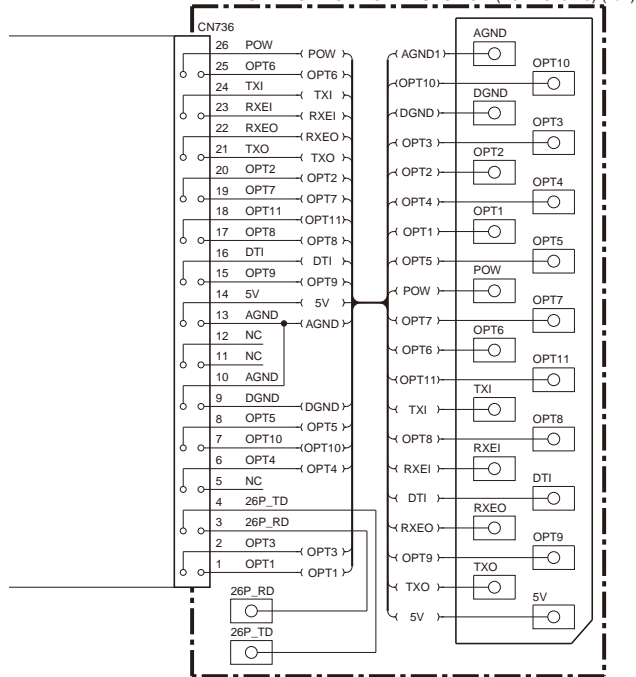 CN736
26 POW POW
25 OPT6 OPT6
24 TXI TXI
23 RXEI RXEI
22 RXEO RXEO
21 TXO TXO
20 OPT2 OPT2
19 OPT7 OPT7
18 OPT11 OPT11
17 OPT8 OPT8
16 DTI DTI
15 OPT9 OPT9
14 5V 5V
13 AGND AGND
12 NC
11 NC
10 AGND
9 DGND DGND
8 OPT5 OPT5
7 OPT10 OPT10
6 OPT4 OPT4
5 NC
4 26P_TD
3 26P_RD
2 OPT3 OPT3
1 OPT1 OPT1
26P_RD
26P_TD
AGND1 AGND
OPT10 OPT10
DGND DGND
OPT3 OPT3
OPT2 OPT2
OPT4 OPT4
OPT1 OPT1
OPT5 OPT5
POW POW
OPT7 OPT7
OPT6 OPT6
OPT11 OPT11
TXI TXI
OPT8 OPT8
RXEI RXEI
DTI DTI
RXEO RXEO
OPT9 OPT9
TXO TXO
5V 5V